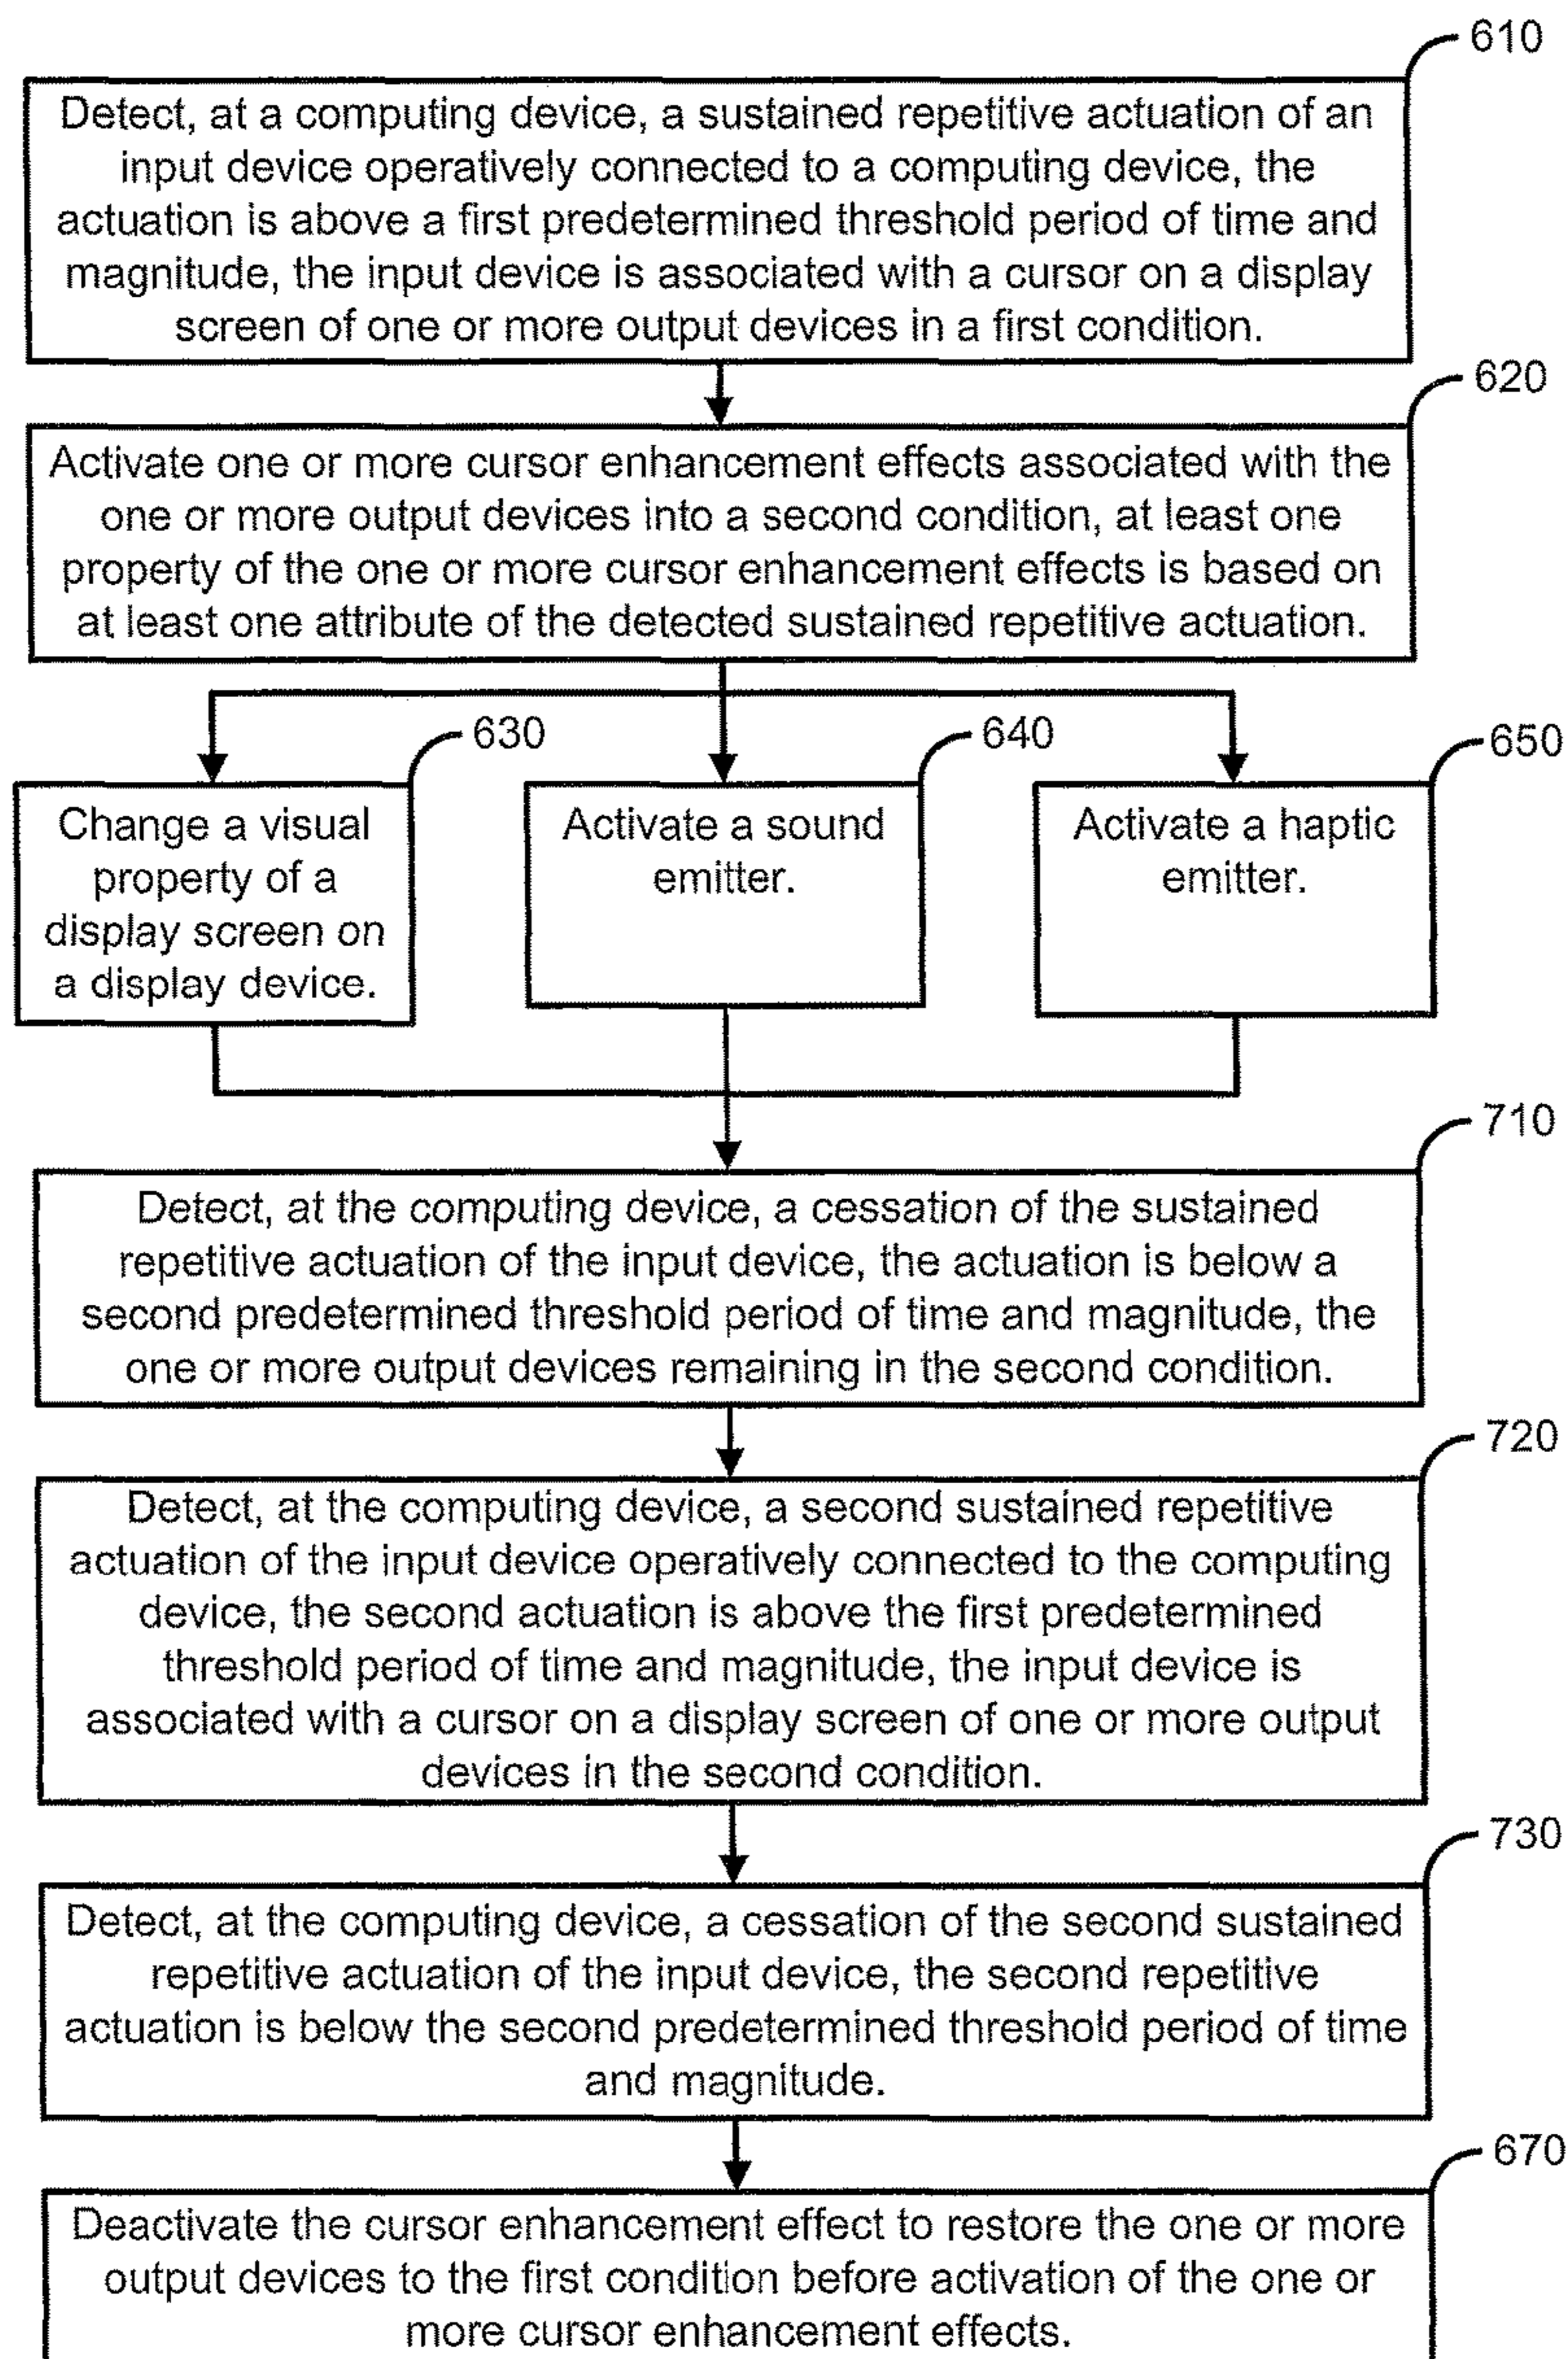 610
Detect, at a computing device, a sustained repetitive actuation of an
input device operatively connected to a computing device, the
actuation is above a first predetermined threshold period of time and
magnitude, the input device is associated with a cursor on a display
screen of one or more output devices in a first condition.
620
Activate one or more cursor enhancement effects associated with the
one or more output devices into a second condition, at least one
property of the one or more cursor enhancement effects is based on
at least one attribute of the detected sustained repetitive actuation.
630
Change a visual
property of a
display screen on
a display device.
640
Activate a sound
emitter.
650
Activate a haptic
emitter.
710
Detect, at the computing device, a cessation of the sustained
repetitive actuation of the input device, the actuation is below a
second predetermined threshold period of time and magnitude, the
one or more output devices remaining in the second condition.
720
Detect, at the computing device, a second sustained repetitive
actuation of the input device operatively connected to the computing
device, the second actuation is above the first predetermined
threshold period of time and magnitude, the input device is
associated with a cursor on a display screen of one or more output
devices in the second condition.
730
Detect, at the computing device, a cessation of the second sustained
repetitive actuation of the input device, the second repetitive
actuation is below the second predetermined threshold period of time
and magnitude.
670
Deactivate the cursor enhancement effect to restore the one or more
output devices to the first condition before activation of the one or
more cursor enhancement effects.